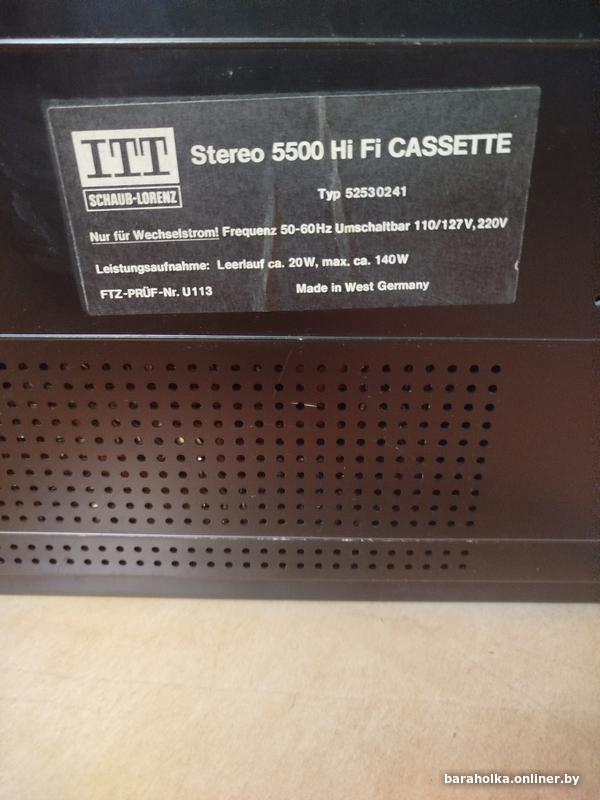 ITT
SCHAUB-LORENZ
Stereo 5500 Hi Fi CASSETTE
Typ 52530241
Nur für Wechselstrom! Frequenz 50-60Hz Umschaltbar 110/127V, 220V
Leistungsaufnahme: Leerlauf ca. 20W, max. ca. 140W
FTZ-PRÜF-Nr. U113 Made in West Germany
baraholka.onliner.by